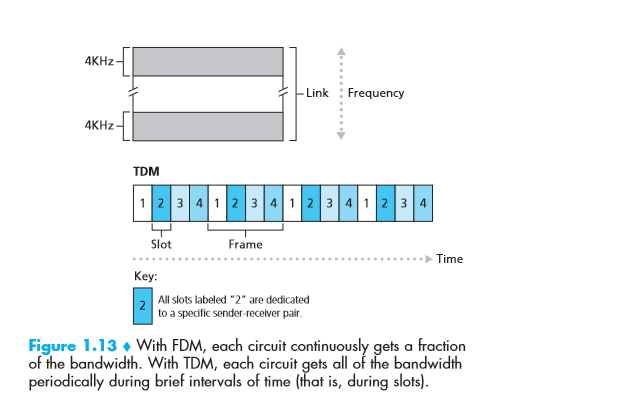 4KHz
Link Frequency
4KHz
TDM
1 2 3 4 1 2 3 4 1 2 3 4 1 2 3 4
Slot Frame
Time
Key:
2 All slots labeled “2” are dedicated
to a specific sender-receiver pair.
Figure 1.13 ♦ With FDM, each circuit continuously gets a fraction
of the bandwidth. With TDM, each circuit gets all of the bandwidth
periodically during brief intervals of time (that is, during slots).